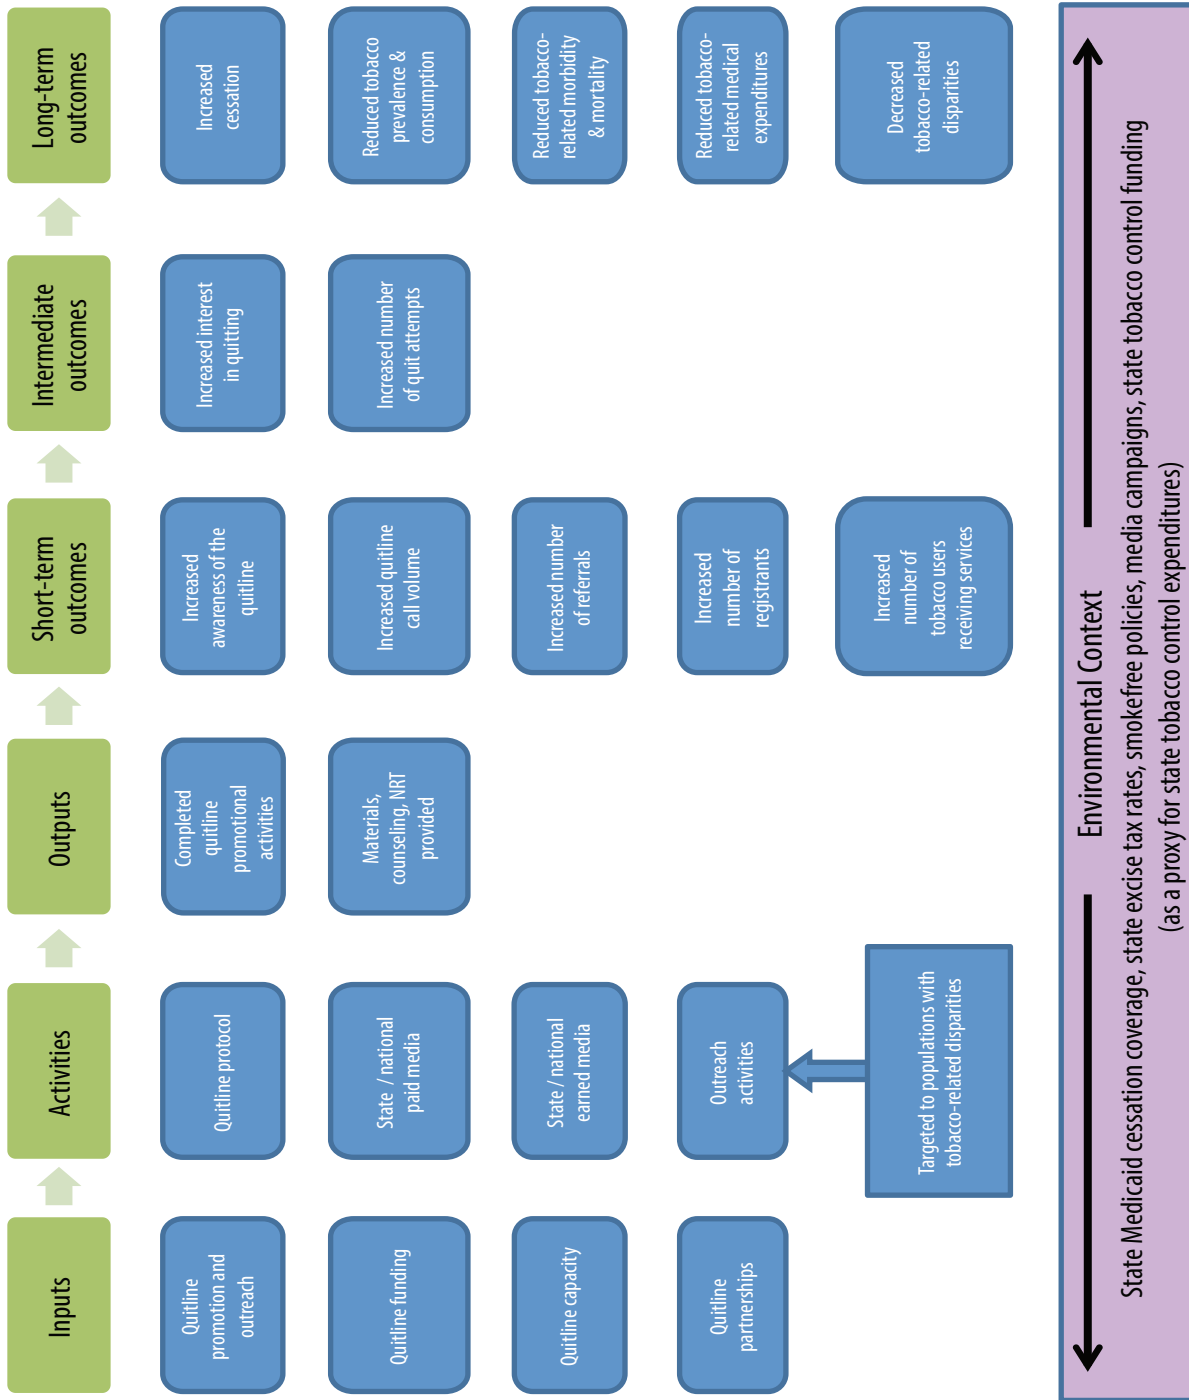 Inputs
Activities
Outputs
Short-term
outcomes
Intermediate
outcomes
Long-term
outcomes
Quitline
promotion and
outreach
Quitline funding
Quitline capacity
Quitline
partnerships
Quitline protocol
State / national
paid media
State / national
earned media
Outreach
activities
Targeted to populations with
tobacco-related disparities
Completed
quitline
promotional
activities
Materials,
counseling, NRT
provided
Increased
awareness of the
quitline
Increased quitline
call volume
Increased number
of referrals
Increased
number of
registrants
Increased
number of
tobacco users
receiving services
Increased interest
in quitting
Increased number
of quit attempts
Increased
cessation
Reduced tobacco
prevalence &
consumption
Reduced tobacco-
related morbidity
& mortality
Reduced tobacco-
related medical
expenditures
Decreased
tobacco-related
disparities
Environmental Context
State Medicaid cessation coverage, state excise tax rates, smokefree policies, media campaigns, state tobacco control funding
(as a proxy for state tobacco control expenditures)